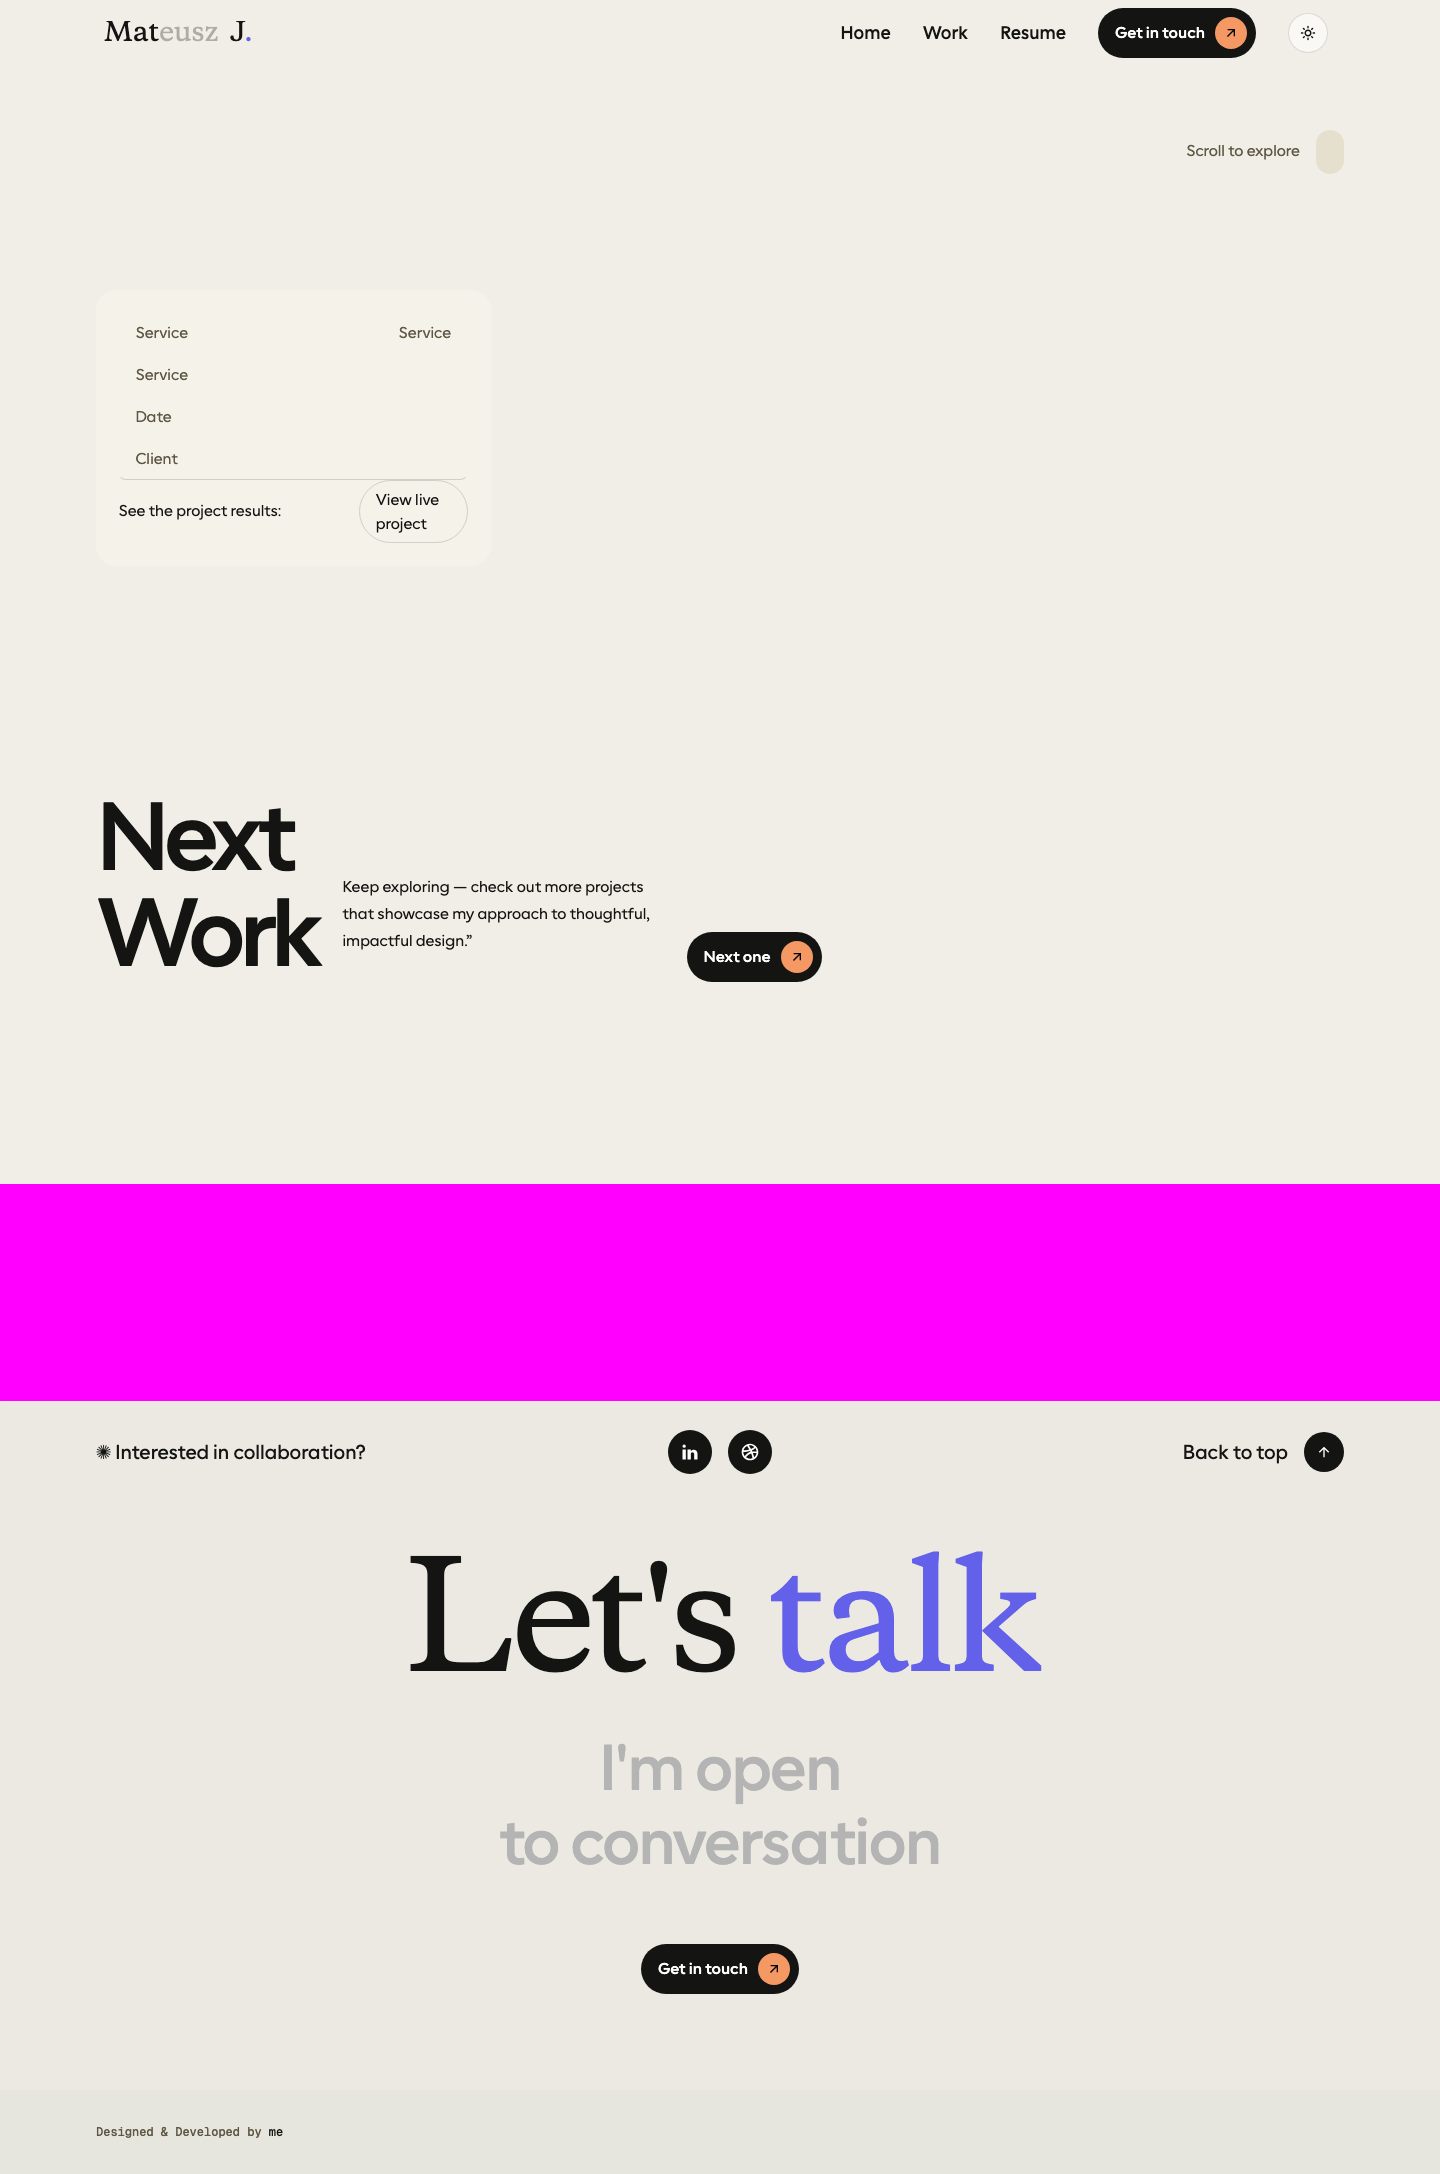 Mateusz J.
Home
Work
Resume
Get in touch
Scroll to explore
Service
Service
Service
Date
Client
See the project results:
View live
project
Next
Work
Keep exploring — check out more projects
that showcase my approach to thoughtful,
impactful design.”
Next one
✺ Interested in collaboration?
in
Back to top
Let's talk
I'm open
to conversation
Get in touch
Designed & Developed by me